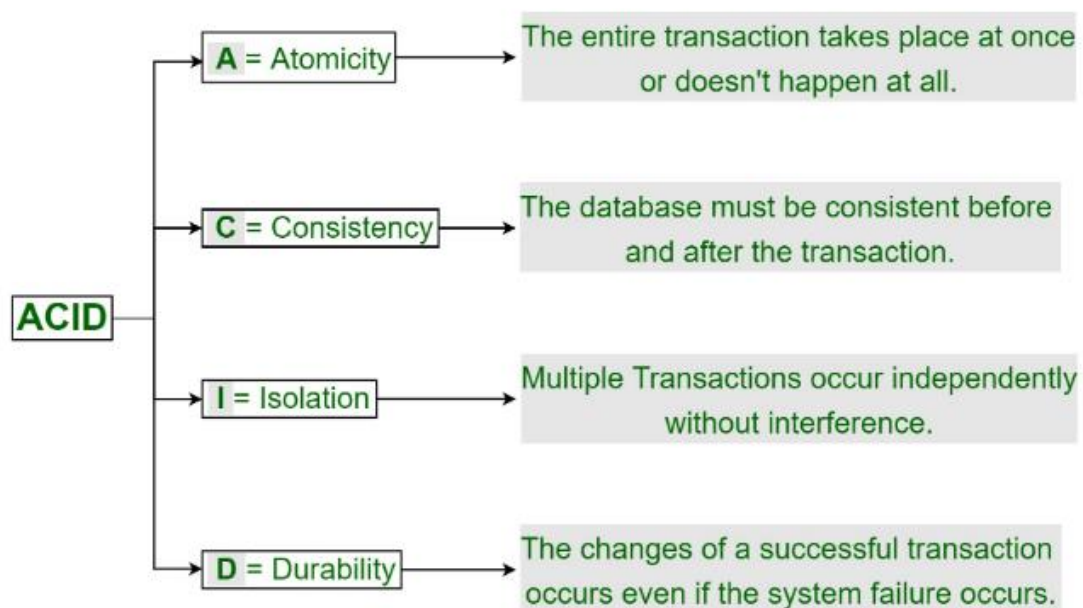 A = Atomicity
The entire transaction takes place at once
or doesn't happen at all.
C = Consistency
The database must be consistent before
and after the transaction.
ACID
I = Isolation
Multiple Transactions occur independently
without interference.
D = Durability
The changes of a successful transaction
occurs even if the system failure occurs.